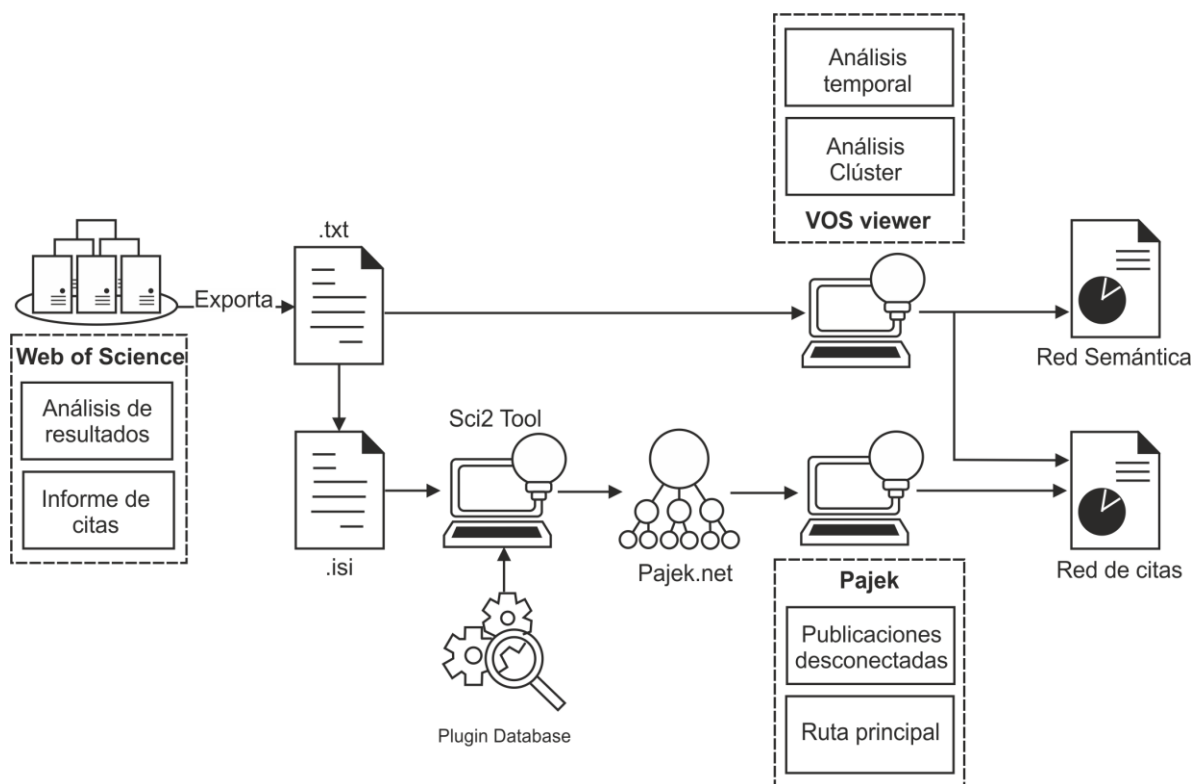 Análisis
temporal
Análisis
Clúster
VOS viewer
.txt
Exporta
Web of Science
Análisis de
resultados
Informe de
citas
Red Semántica
Sci2 Tool
.isi
Pajek.net
Plugin Database
Pajek
Publicaciones
desconectadas
Ruta principal
Red de citas